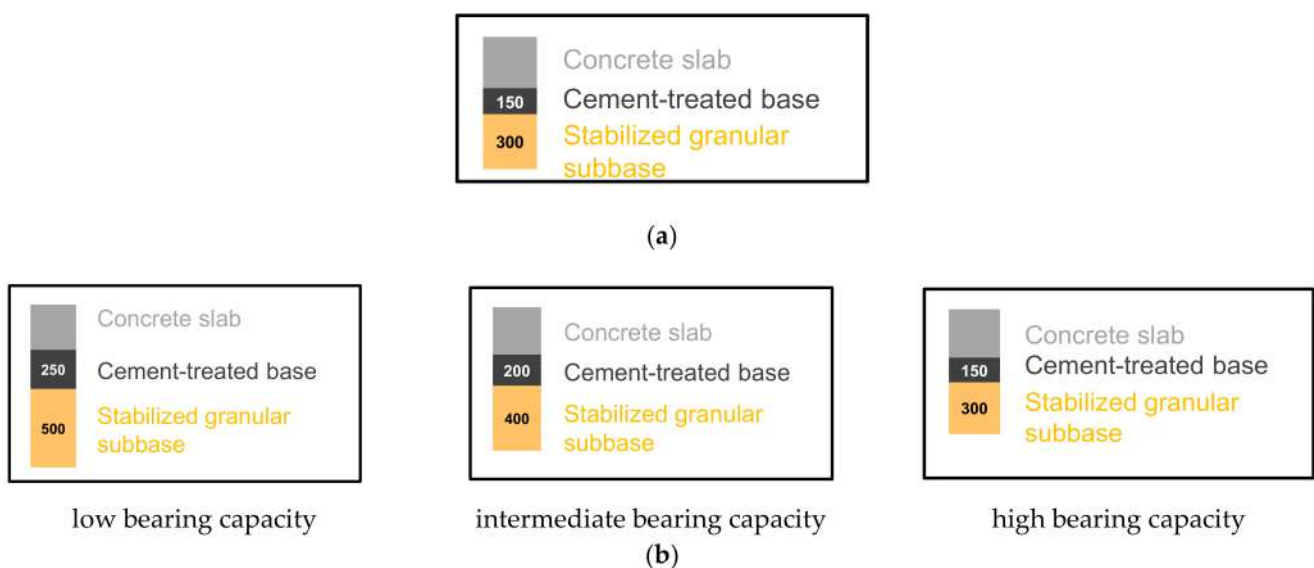 Concrete slab
150 Cement-treated base
300 Stabilized granular
subbase
(a)
Concrete slab
250 Cement-treated base
500 Stabilized granular
subbase
low bearing capacity
Concrete slab
200 Cement-treated base
400 Stabilized granular
subbase
intermediate bearing capacity
Concrete slab
150 Cement-treated base
300 Stabilized granular
subbase
high bearing capacity
(b)